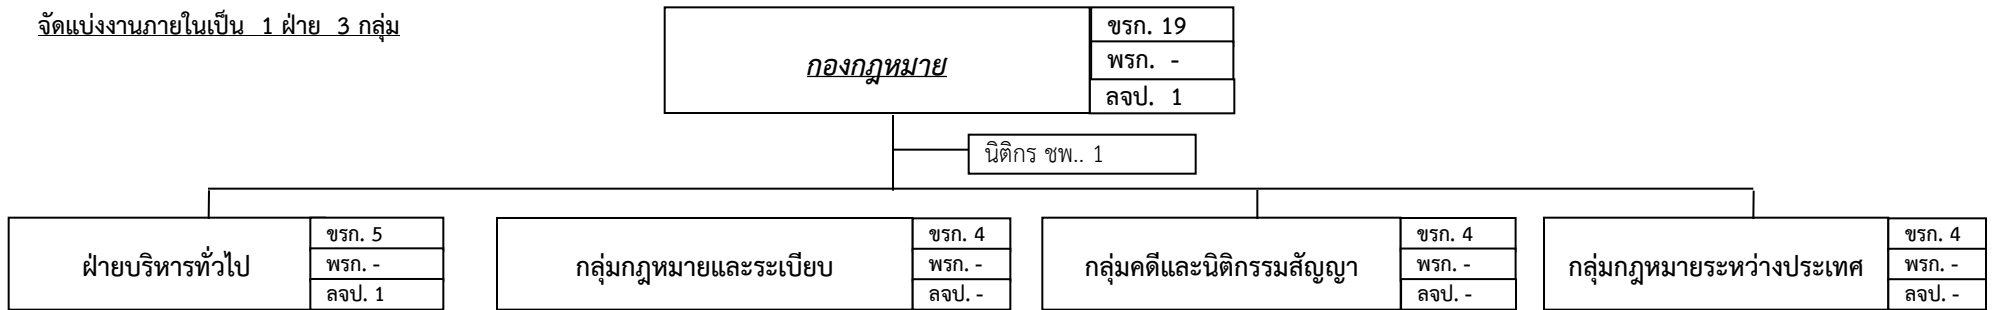 จัดแบ่งงานภายในเป็น 1 ฝ่าย 3 กลุ่ม
กองกฎหมาย
ขรก. 19
พรก. -
ลจป. 1
นิติกร ชพ.. 1
ฝ่ายบริหารทั่วไป
ขรก. 5
พรก. -
ลจป. 1
กลุ่มกฎหมายและระเบียบ
ขรก. 4
พรก. -
ลจป. -
กลุ่มคดีและนิติกรรมสัญญา
ขรก. 4
พรก. -
ลจป. -
กลุ่มกฎหมายระหว่างประเทศ
ขรก. 4
พรก. -
ลจป. -